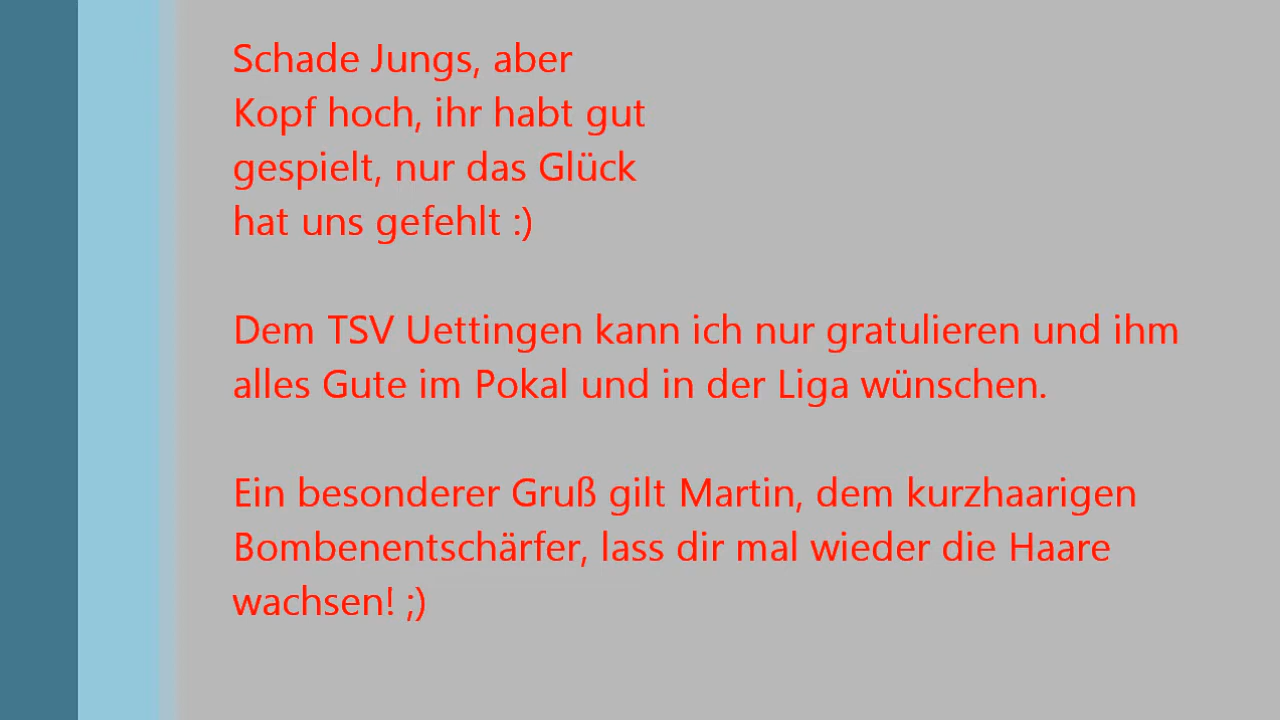 Schade Jungs, aber
Kopf hoch, ihr habt gut
gespielt, nur das Glück
hat uns gefehlt :)
Dem TSV Uettingen kann ich nur gratulieren und ihm
alles Gute im Pokal und in der Liga wünschen.
Ein besonderer Gruß gilt Martin, dem kurzhaarigen
Bombenentschärfer, lass dir mal wieder die Haare
wachsen! ;)